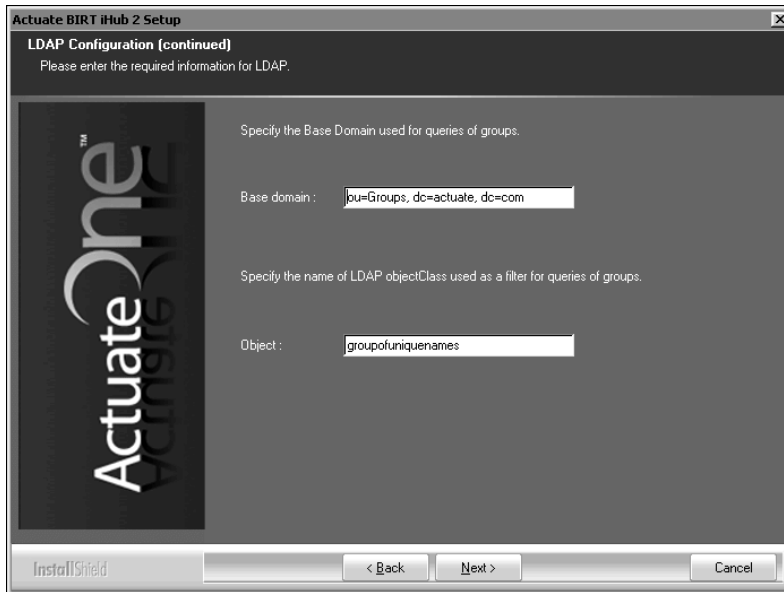 Actuate BIRT iHub 2 Setup
LDAP Configuration (continued)
Please enter the required information for LDAP.
ActuateOne™
Specify the Base Domain used for queries of groups.
Base domain :
ou=Groups, dc=actuate, dc=com
Specify the name of LDAP objectClass used as a filter for queries of groups.
Object :
groupofuniquenames
InstallShield
< Back
Next >
Cancel